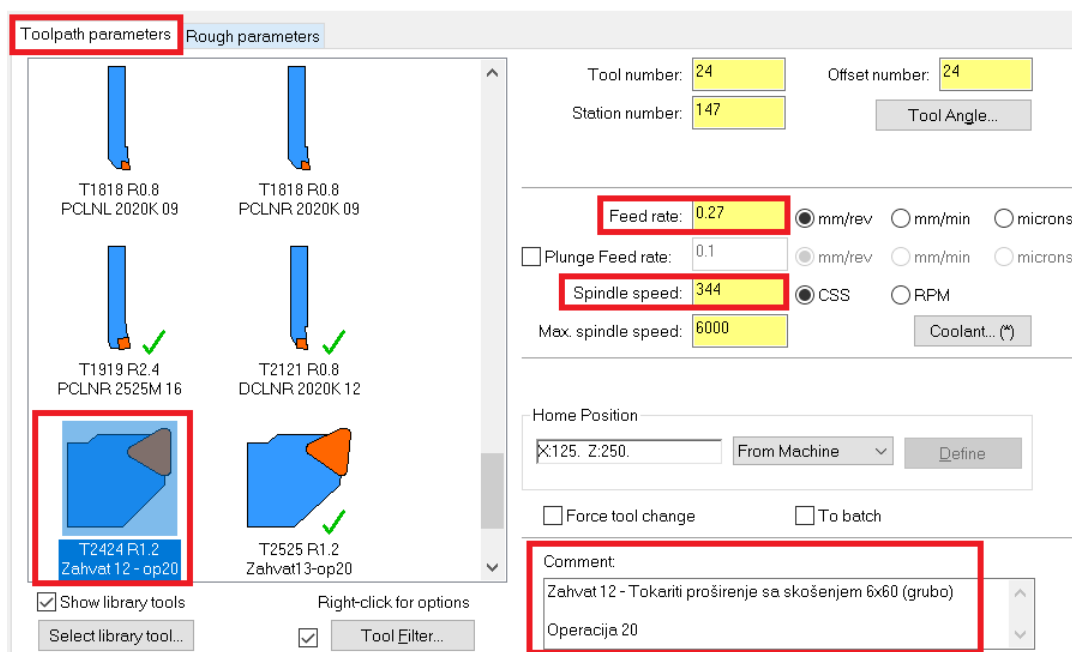 Toolpath parameters
Rough parameters
T1818 R0.8
PCLNL 2020K 09
T1818 R0.8
PCLNR 2020K 09
T1919 R2.4
PCLNR 2525M 16
T2121 R0.8
DCLNR 2020K 12
T2424 R1.2
Zahvat 12 - op20
T2525 R1.2
Zahvat13-op20
Show library tools
Right-click for options
Select library tool...
Tool Filter...
Tool number: 24
Offset number: 24
Station number: 147
Tool Angle...
Feed rate: 0.27 mm/rev mm/min microns
Plunge Feed rate: 0.1 mm/rev mm/min microns
Spindle speed: 344 CSS RPM
Max. spindle speed: 6000
Coolant... (*)
Home Position
X:125. Z:250.
From Machine
Define
Force tool change
To batch
Comment:
Zahvat 12 - Tokariti proširenje sa skošenjem 6x60 (grubo)
Operacija 20